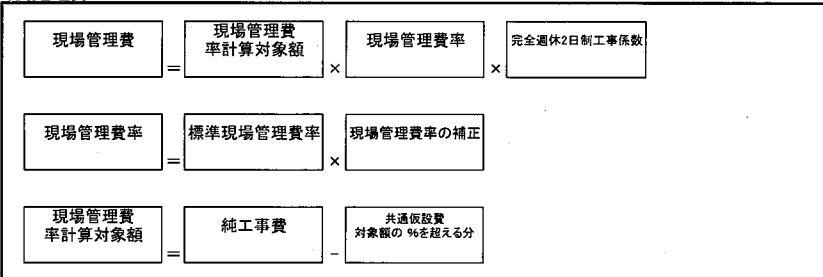 現場管理費 = 現場管理費率計算対象額 × 現場管理費率 × 完全週休2日制工事係数
現場管理費率 = 標準現場管理費率 × 現場管理費率の補正
現場管理費率計算対象額 = 純工事費 - 共通仮設費対象額の %を超える分